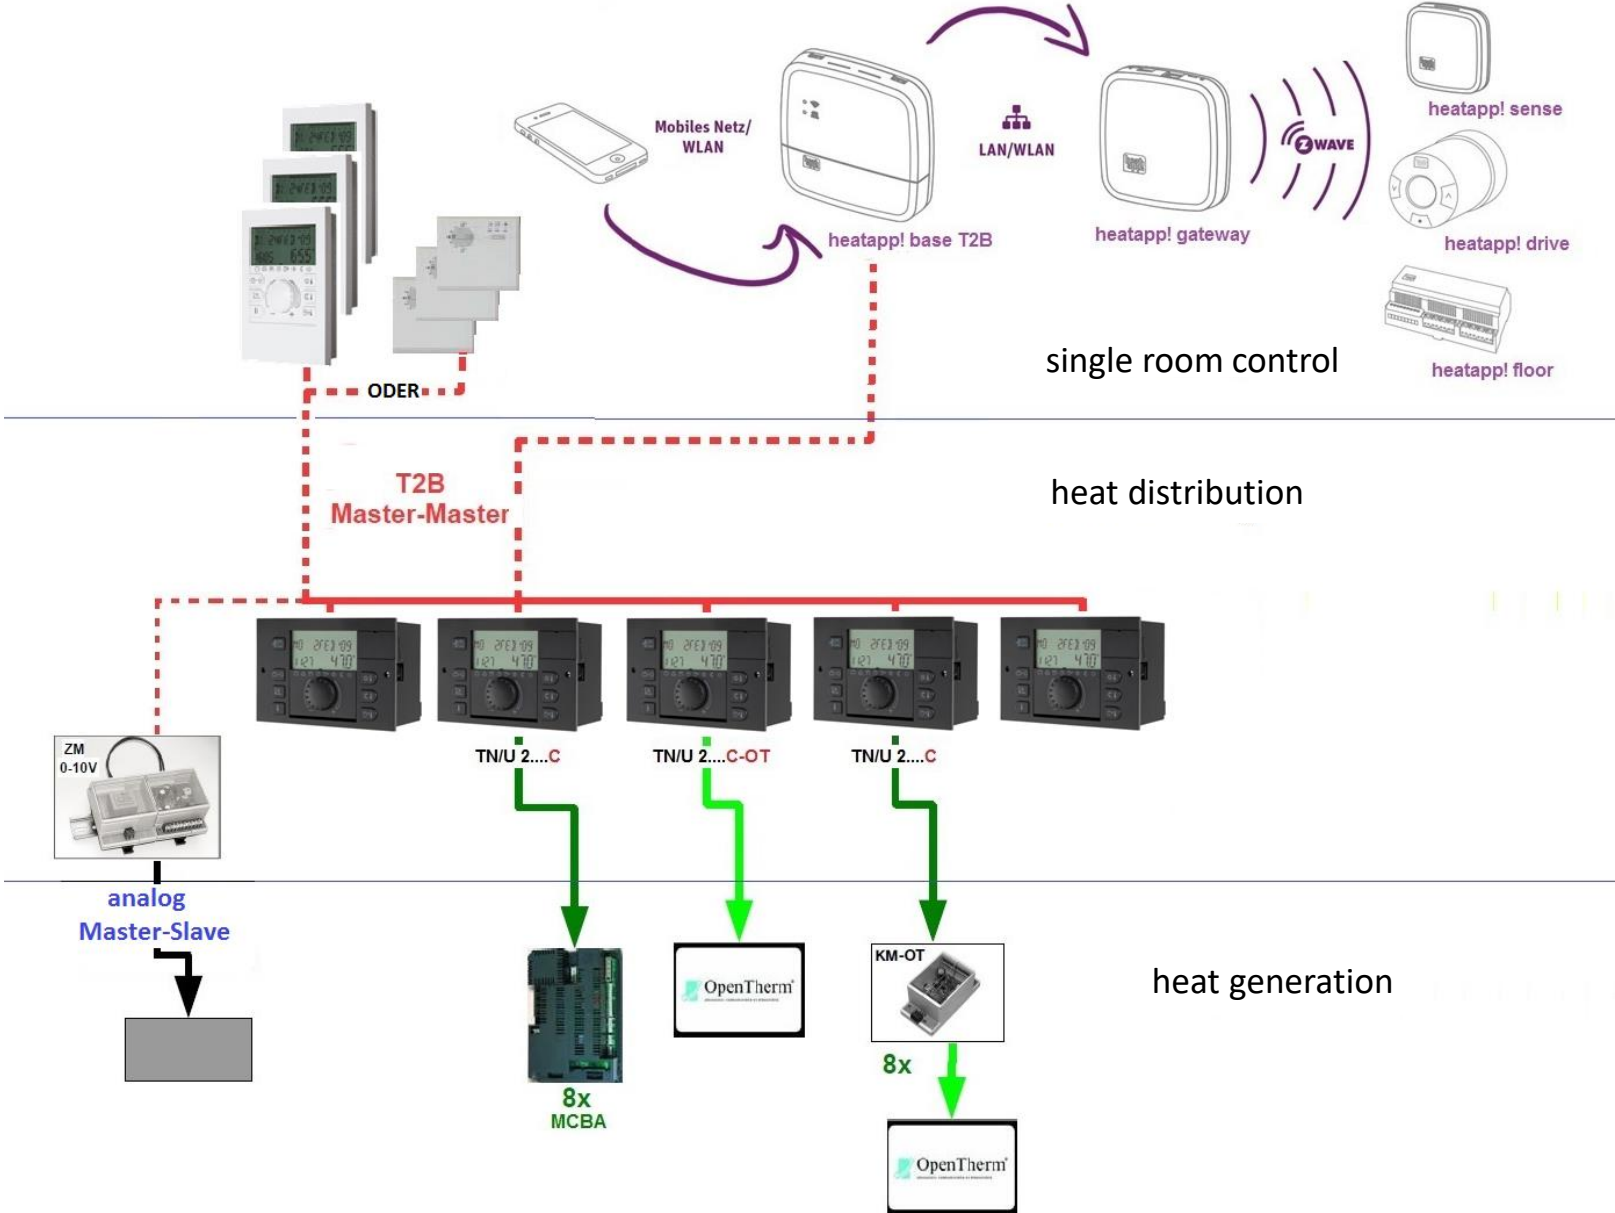 heatapp! sense
Mobiles Netz/
WLAN
LAN/WLAN
Z WAVE
heatapp! base T2B
heatapp! gateway
heatapp! drive
single room control
heatapp! floor
ODER
T2B
Master-Master
heat distribution
ZM
0-10V
TN/U 2....C
TN/U 2....C-OT
TN/U 2....C
analog
Master-Slave
heat generation
KM-OT
OpenTherm
8x
8x
MCBA
OpenTherm